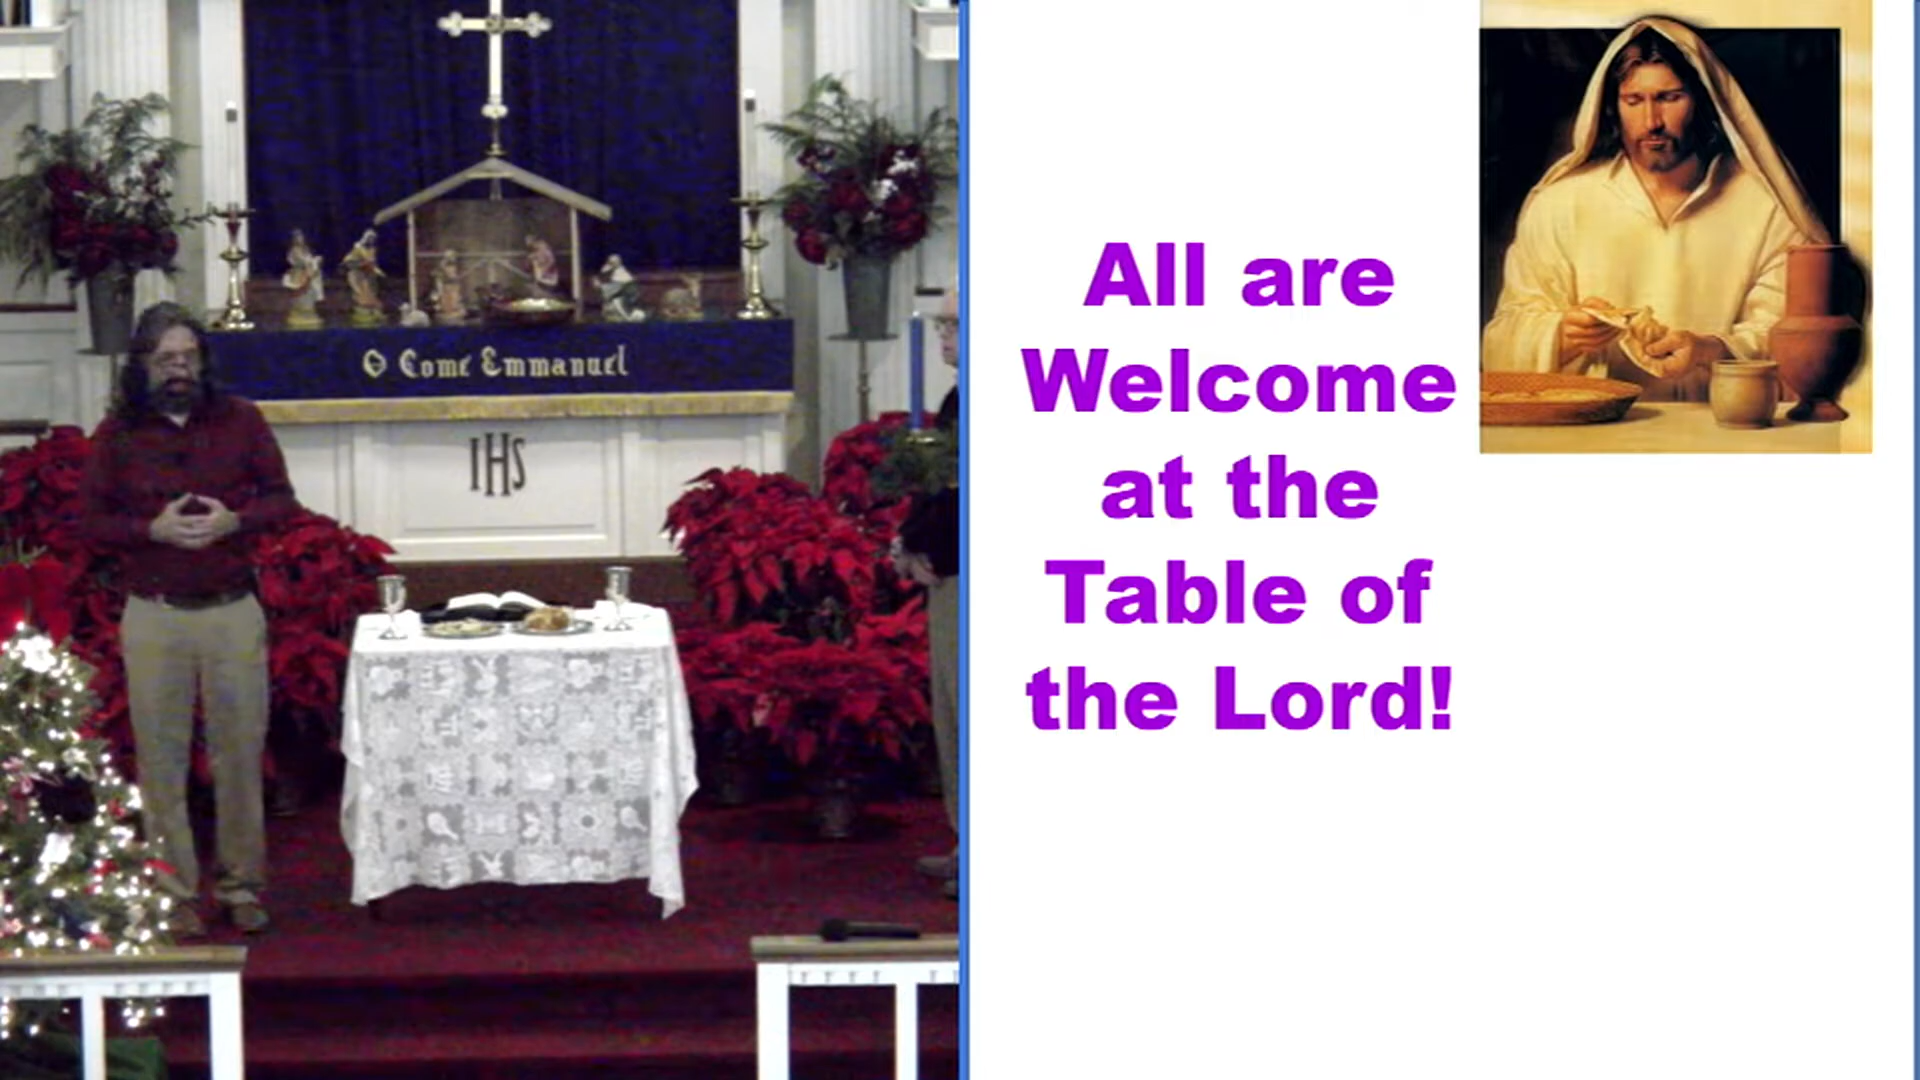 O Come Emmanuel
IHS
All are
Welcome
at the
Table of
the Lord!